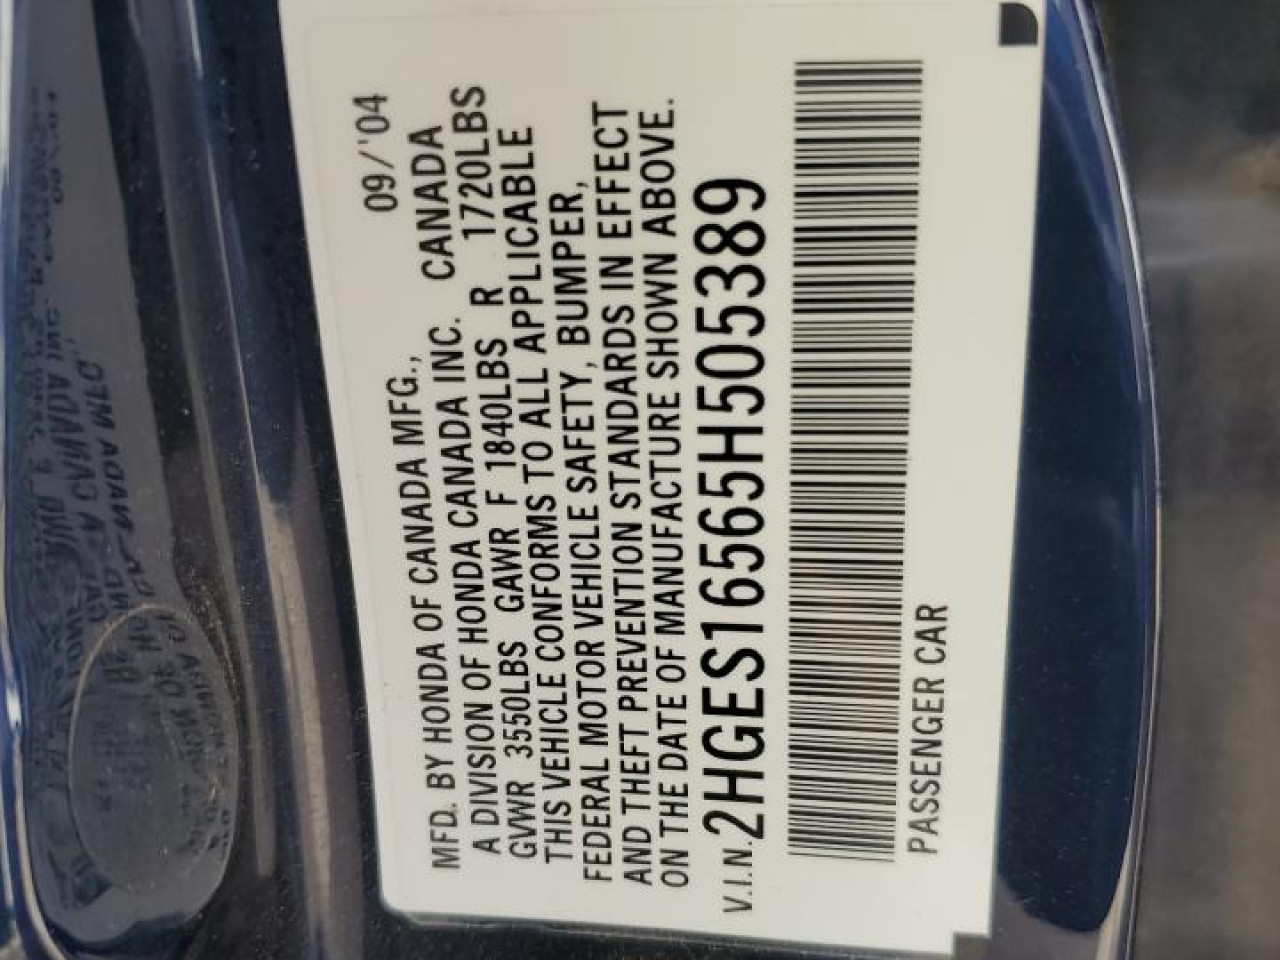 MFD. BY HONDA OF CANADA MFG., 09/'04
A DIVISION OF HONDA CANADA INC. CANADA
GVWR 3550LBS GAWR F 1840LBS R 1720LBS
THIS VEHICLE CONFORMS TO ALL APPLICABLE
FEDERAL MOTOR VEHICLE SAFETY, BUMPER,
AND THEFT PREVENTION STANDARDS IN EFFECT
ON THE DATE OF MANUFACTURE SHOWN ABOVE.
V.I.N. 2HGES16565H505389
PASSENGER CAR